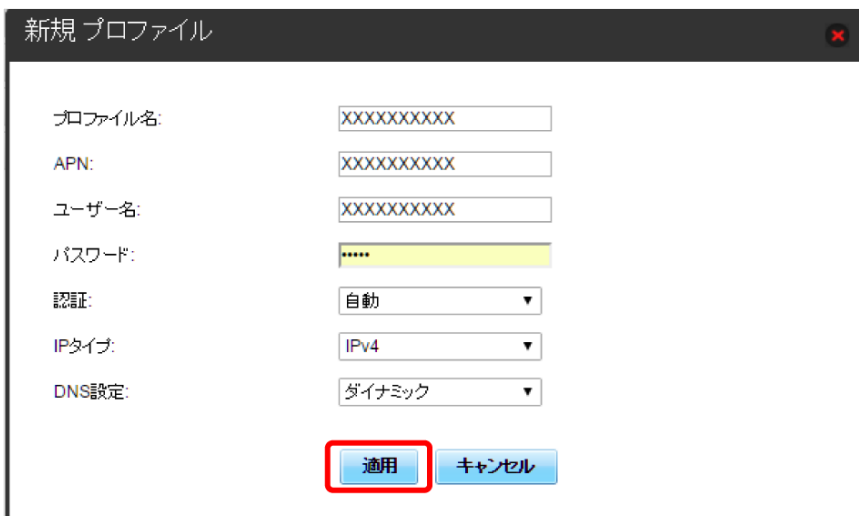 新規 プロファイル
プロファイル名: XXXXXXXXXX
APN: XXXXXXXXXX
ユーザー名: XXXXXXXXXX
パスワード: •••••
認証: 自動
IPタイプ: IPv4
DNS設定: ダイナミック
適用 キャンセル